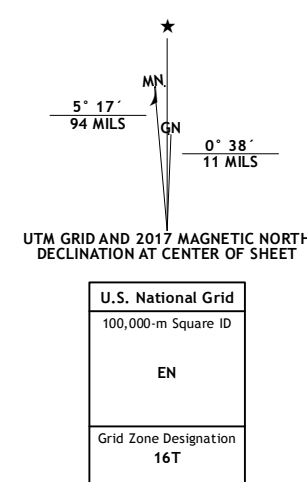 MN
GN
5° 17´
94 MILS
0° 38´
11 MILS
UTM GRID AND 2017 MAGNETIC NORTH
DECLINATION AT CENTER OF SHEET
U.S. National Grid
100,000-m Square ID
EN
Grid Zone Designation
16T